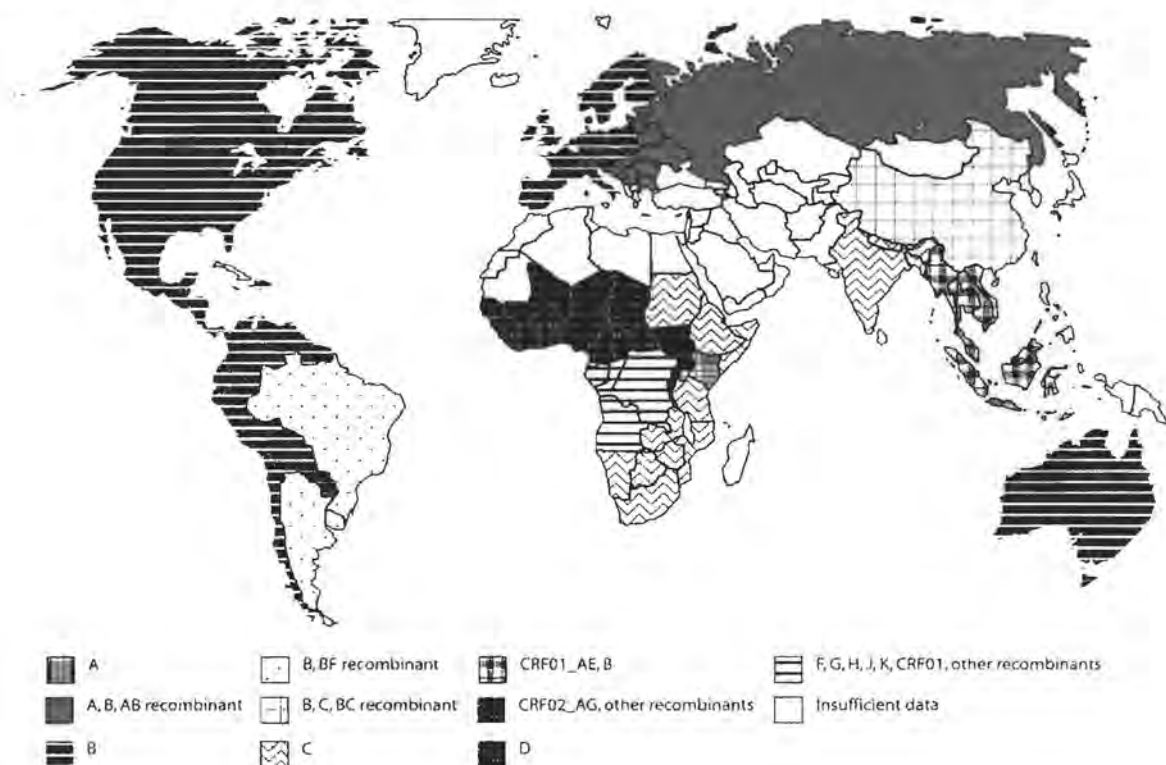 A
B, BF recombinant
CRF01_AE, B
F, G, H, J, K, CRF01, other recombinants
A, B, AB recombinant
B, C, BC recombinant
CRF02_AG, other recombinants
Insufficient data
B
C
D